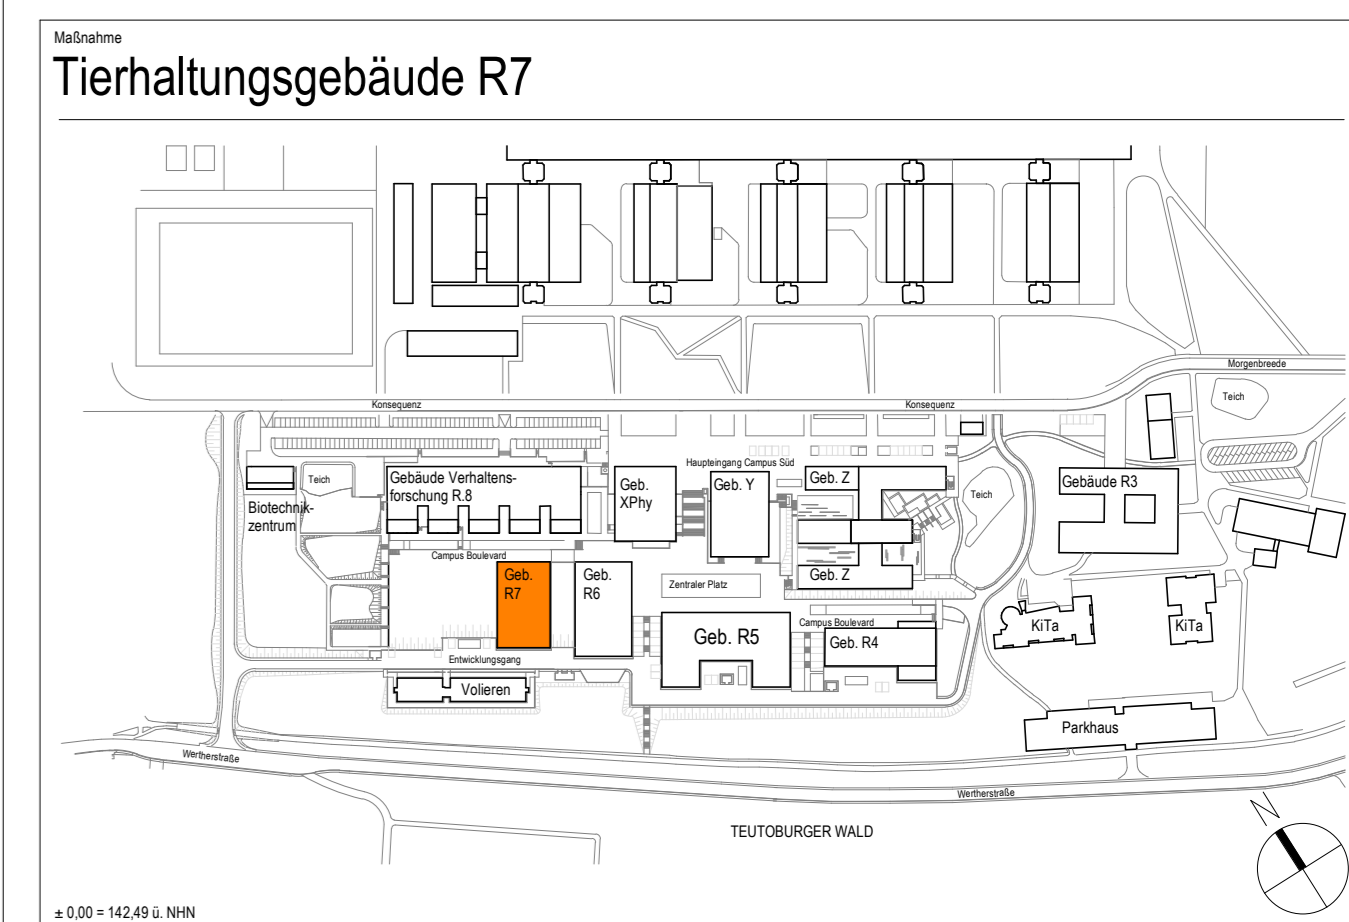 Maßnahme
Tierhaltungsgebäude R7
Morgenbreede
Konsequenz
Konsequenz
Teich
Haupteingang Campus Süd
Teich
Gebäude Verhaltens-
forschung R.8
Geb.
XPhy
Geb. Y
Geb. Z
Teich
Gebäude R3
Biotechnik-
zentrum
Campus Boulevard
Geb.
R7
Geb.
R6
Zentraler Platz
Geb. Z
Campus Boulevard
KiTa
KiTa
Geb. R5
Geb. R4
Entwicklungsgang
Volieren
Parkhaus
Wertherstraße
Wertherstraße
N
TEUTOBURGER WALD
± 0,00 = 142,49 ü. NHN